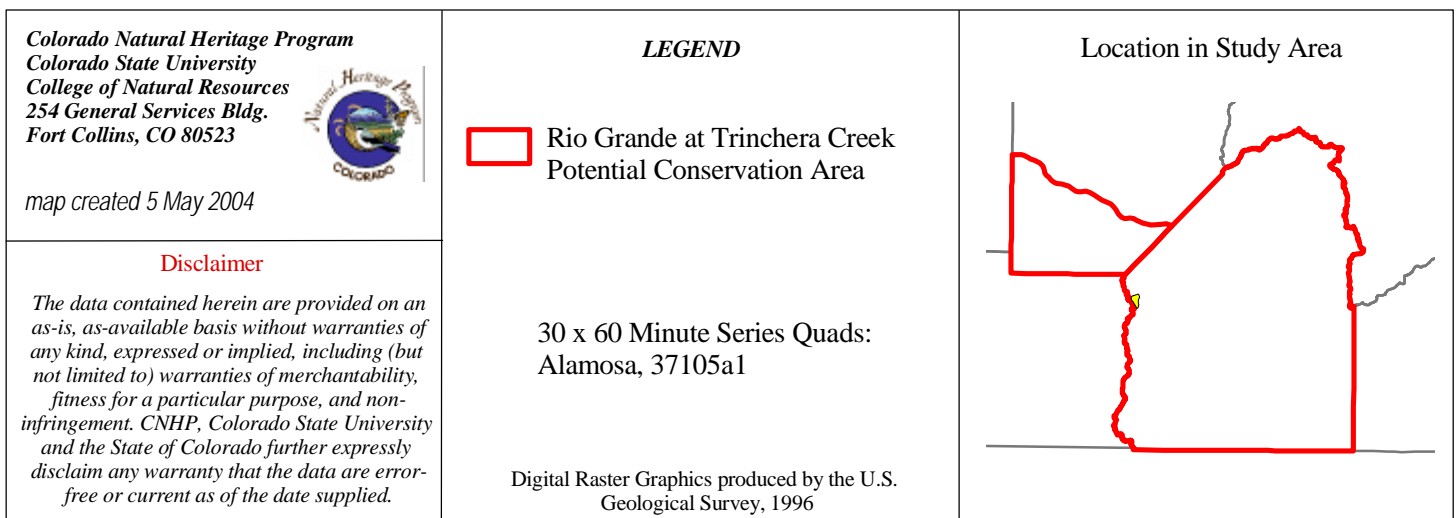 Colorado Natural Heritage Program
Colorado State University
College of Natural Resources
254 General Services Bldg.
Fort Collins, CO 80523
Natural Heritage Program
COLORADO
map created 5 May 2004
Disclaimer
The data contained herein are provided on an
as-is, as-available basis without warranties of
any kind, expressed or implied, including (but
not limited to) warranties of merchantability,
fitness for a particular purpose, and non-
infringement. CNHP, Colorado State University
and the State of Colorado further expressly
disclaim any warranty that the data are error-
free or current as of the date supplied.
LEGEND
Rio Grande at Trinchera Creek
Potential Conservation Area
30 x 60 Minute Series Quads:
Alamosa, 37105a1
Digital Raster Graphics produced by the U.S.
Geological Survey, 1996
Location in Study Area